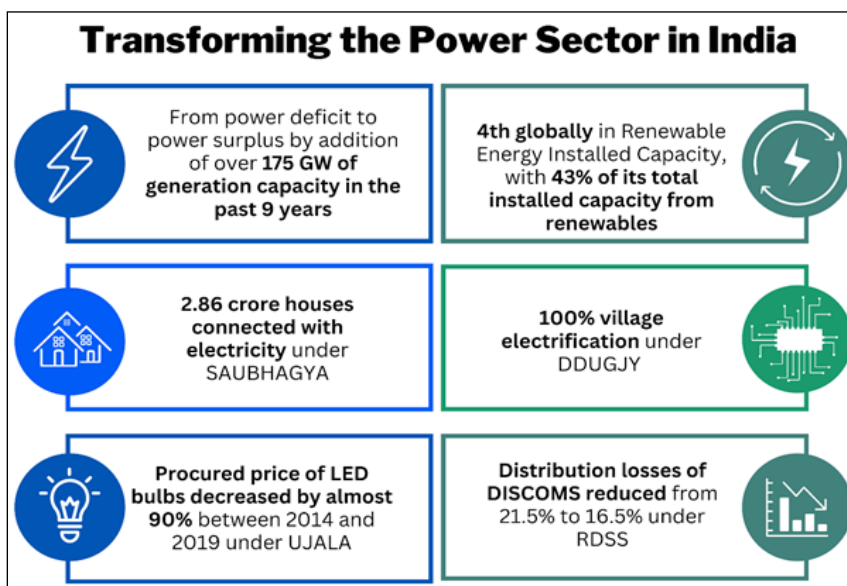 Transforming the Power Sector in India
From power deficit to
power surplus by addition
of over 175 GW of
generation capacity in the
past 9 years
4th globally in Renewable
Energy Installed Capacity,
with 43% of its total
installed capacity from
renewables
2.86 crore houses
connected with
electricity under
SAUBHAGYA
100% village
electrification under
DDUGJY
Procured price of LED
bulbs decreased by almost
90% between 2014 and
2019 under UJALA
Distribution losses of
DISCOMS reduced from
21.5% to 16.5% under
RDSS